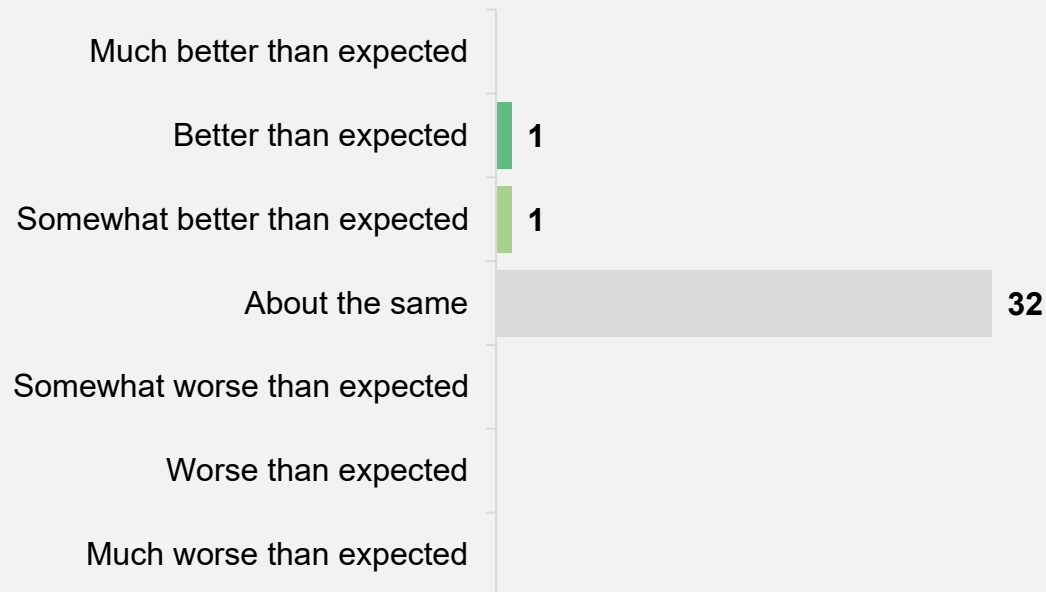 Much better than expected
Better than expected 1
Somewhat better than expected 1
About the same 32
Somewhat worse than expected
Worse than expected
Much worse than expected